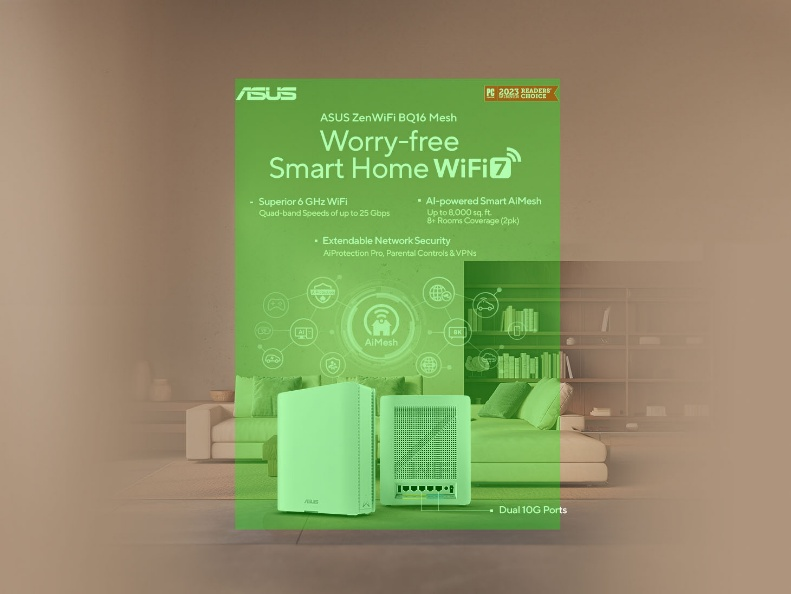 ASUS
PC 2023 READERS' CHOICE
ASUS ZenWiFi BQ16 Mesh
Worry-free
Smart Home WiFi 7
Superior 6 GHz WiFi
Quad-band Speeds of up to 25 Gbps
AI-powered Smart AiMesh
Up to 8,000 sq. ft.
8+ Rooms Coverage (2pk)
Extendable Network Security
AiProtection Pro, Parental Controls & VPNs
AiMesh
8K
ASUS
Dual 10G Ports